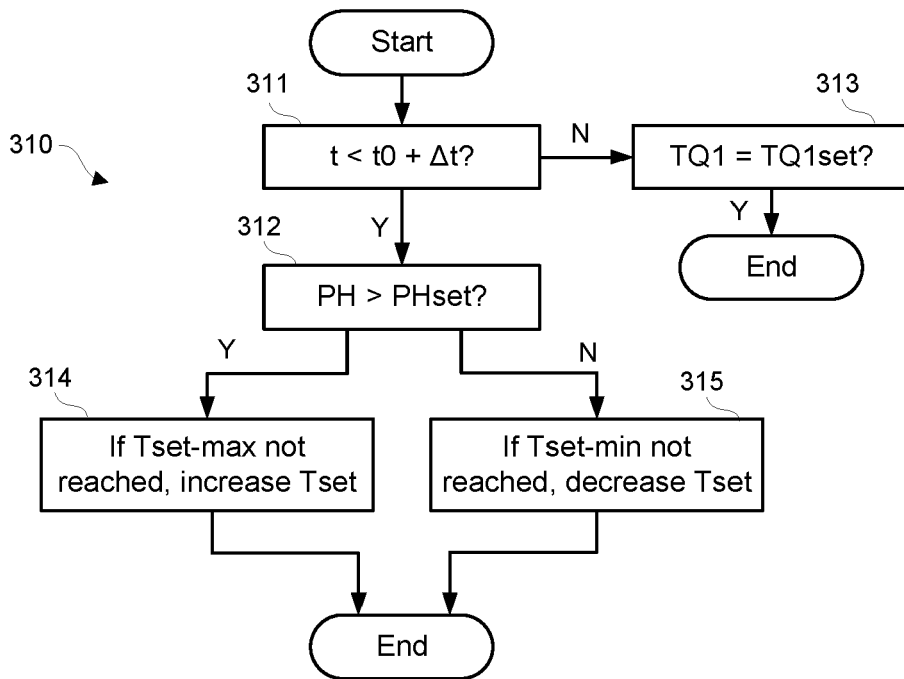 Start
311
313
310
t < t0 + Δt?
N
TQ1 = TQ1set?
Y
Y
312
End
PH > PHset?
Y
N
314
315
If Tset-max not
reached, increase Tset
If Tset-min not
reached, decrease Tset
End